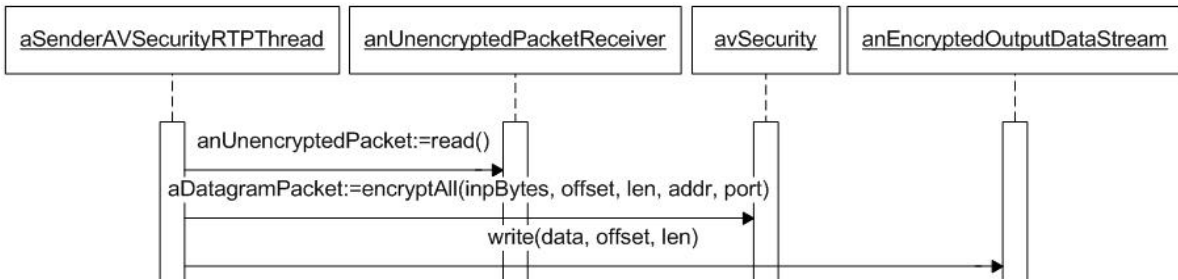 aSenderAVSecurityRTPThread
anUnencryptedPacketReceiver
avSecurity
anEncryptedOutputDataStream
anUnencryptedPacket:=read()
aDatagramPacket:=encryptAll(inpBytes, offset, len, addr, port)
write(data, offset, len)